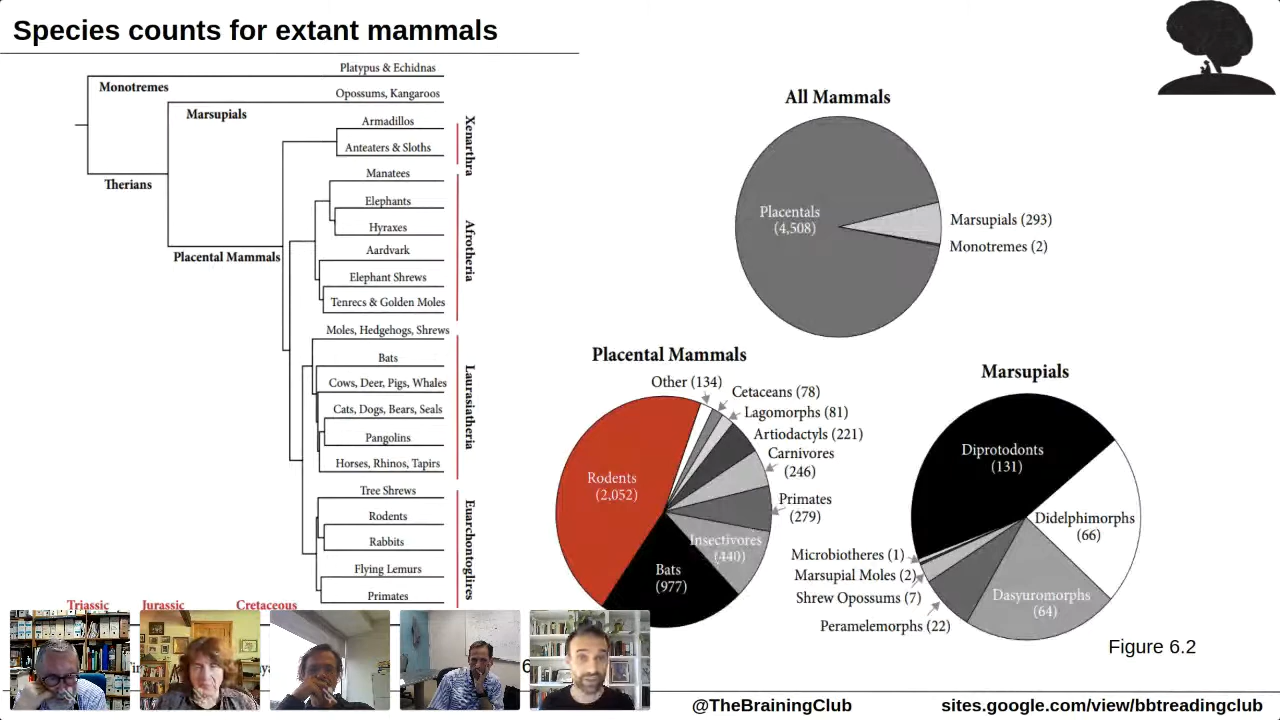 Species counts for extant mammals
Platypus & Echidnas
Monotremes
Opossums, Kangaroos
Marsupials
Armadillos
Anteaters & Sloths
Xenarthra
Therians
Manatees
Elephants
Hyraxes
Aardvark
Elephant Shrews
Tenrecs & Golden Moles
Afrotheria
Placental Mammals
Moles, Hedgehogs, Shrews
Bats
Cows, Deer, Pigs, Whales
Cats, Dogs, Bears, Seals
Pangolins
Horses, Rhinos, Tapirs
Laurasiatheria
Tree Shrews
Rodents
Rabbits
Flying Lemurs
Primates
Euarchontoglires
Triassic
Jurassic
Cretaceous
All Mammals
Placentals
(4,508)
Marsupials (293)
Monotremes (2)
Placental Mammals
Other (134)
Cetaceans (78)
Lagomorphs (81)
Artiodactyls (221)
Carnivores
(246)
Primates
(279)
Insectivores
(440)
Bats
(977)
Rodents
(2,052)
Marsupials
Diprotodonts
(131)
Didelphimorphs
(66)
Dasyuromorphs
(64)
Microbiotheres (1)
Marsupial Moles (2)
Shrew Opossums (7)
Peramelemorphs (22)
Figure 6.2
@TheBrainingClub
sites.google.com/view/bbtreadingclub